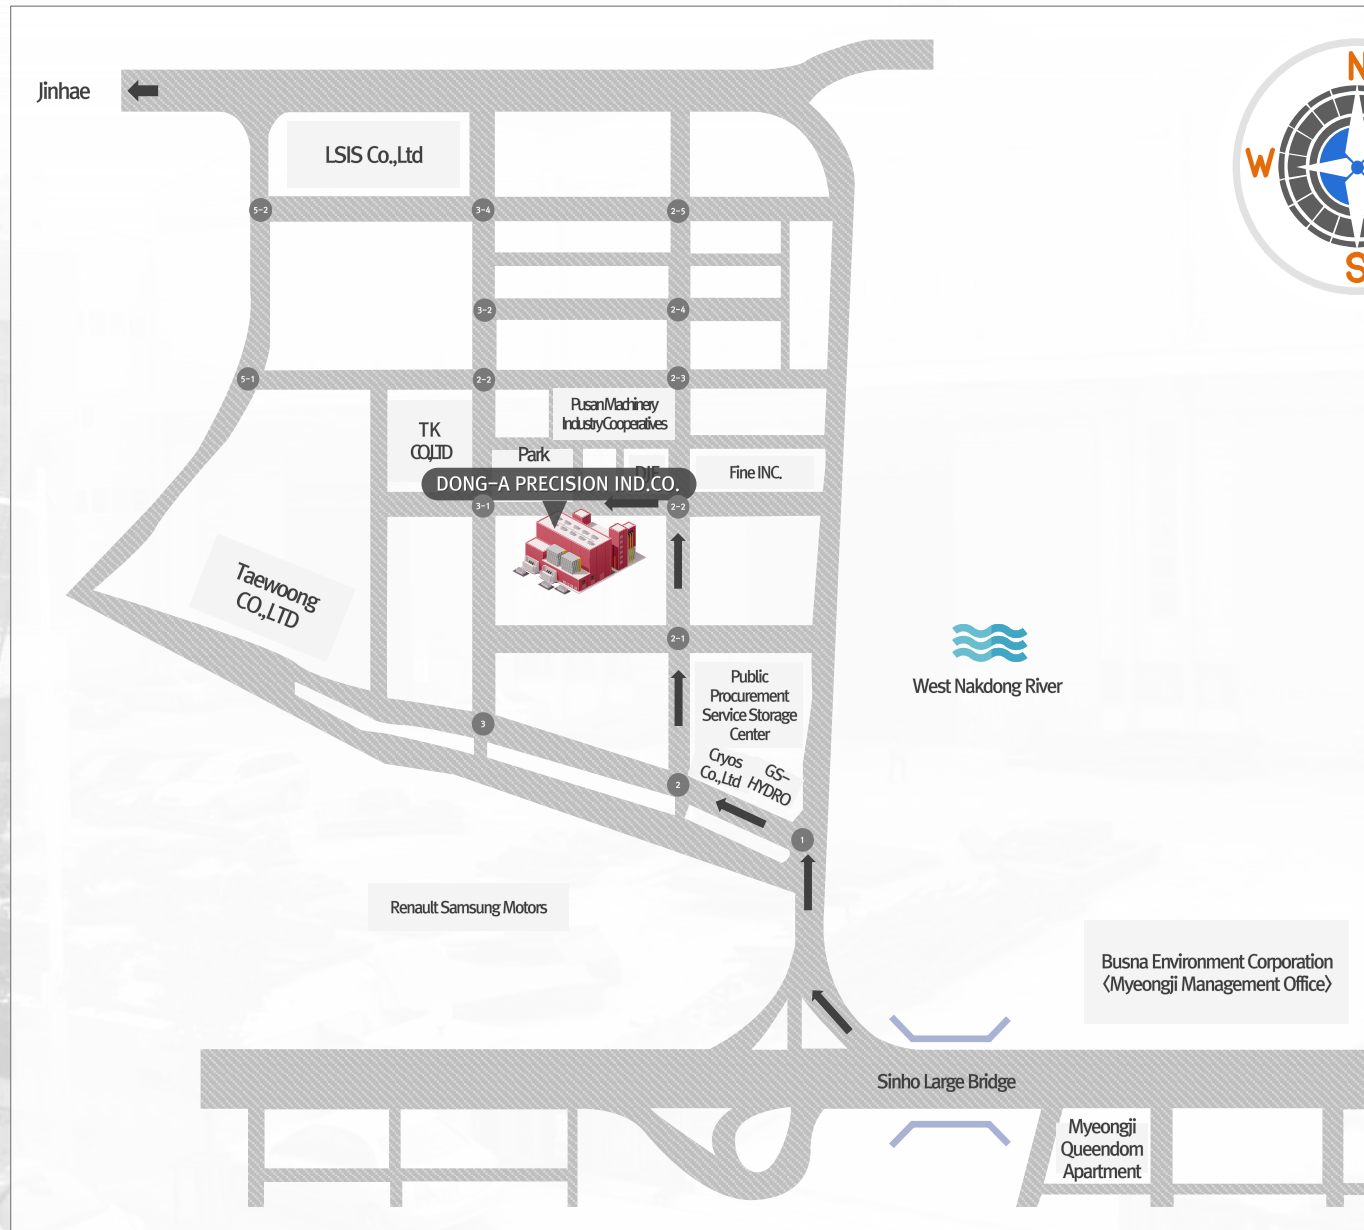 Jinhae
N
W
S
LSIS Co.,Ltd
5-2
3-4
2-5
3-2
2-4
5-1
2-2
2-3
Pusan Machinery
Industry Cooperatives
TK
CO,LTD
Park
Fine INC.
DONG-A PRECISION IND.CO.
3-1
2-2
Taewoong
CO.,LTD
2-1
West Nakdong River
Public
Procurement
Service Storage
Center
3
Cryos
Co.,Ltd
GS-
HYDRO
2
1
Renault Samsung Motors
Busna Environment Corporation
〈Myeongji Management Office〉
Sinho Large Bridge
Myeongji
Queendom
Apartment